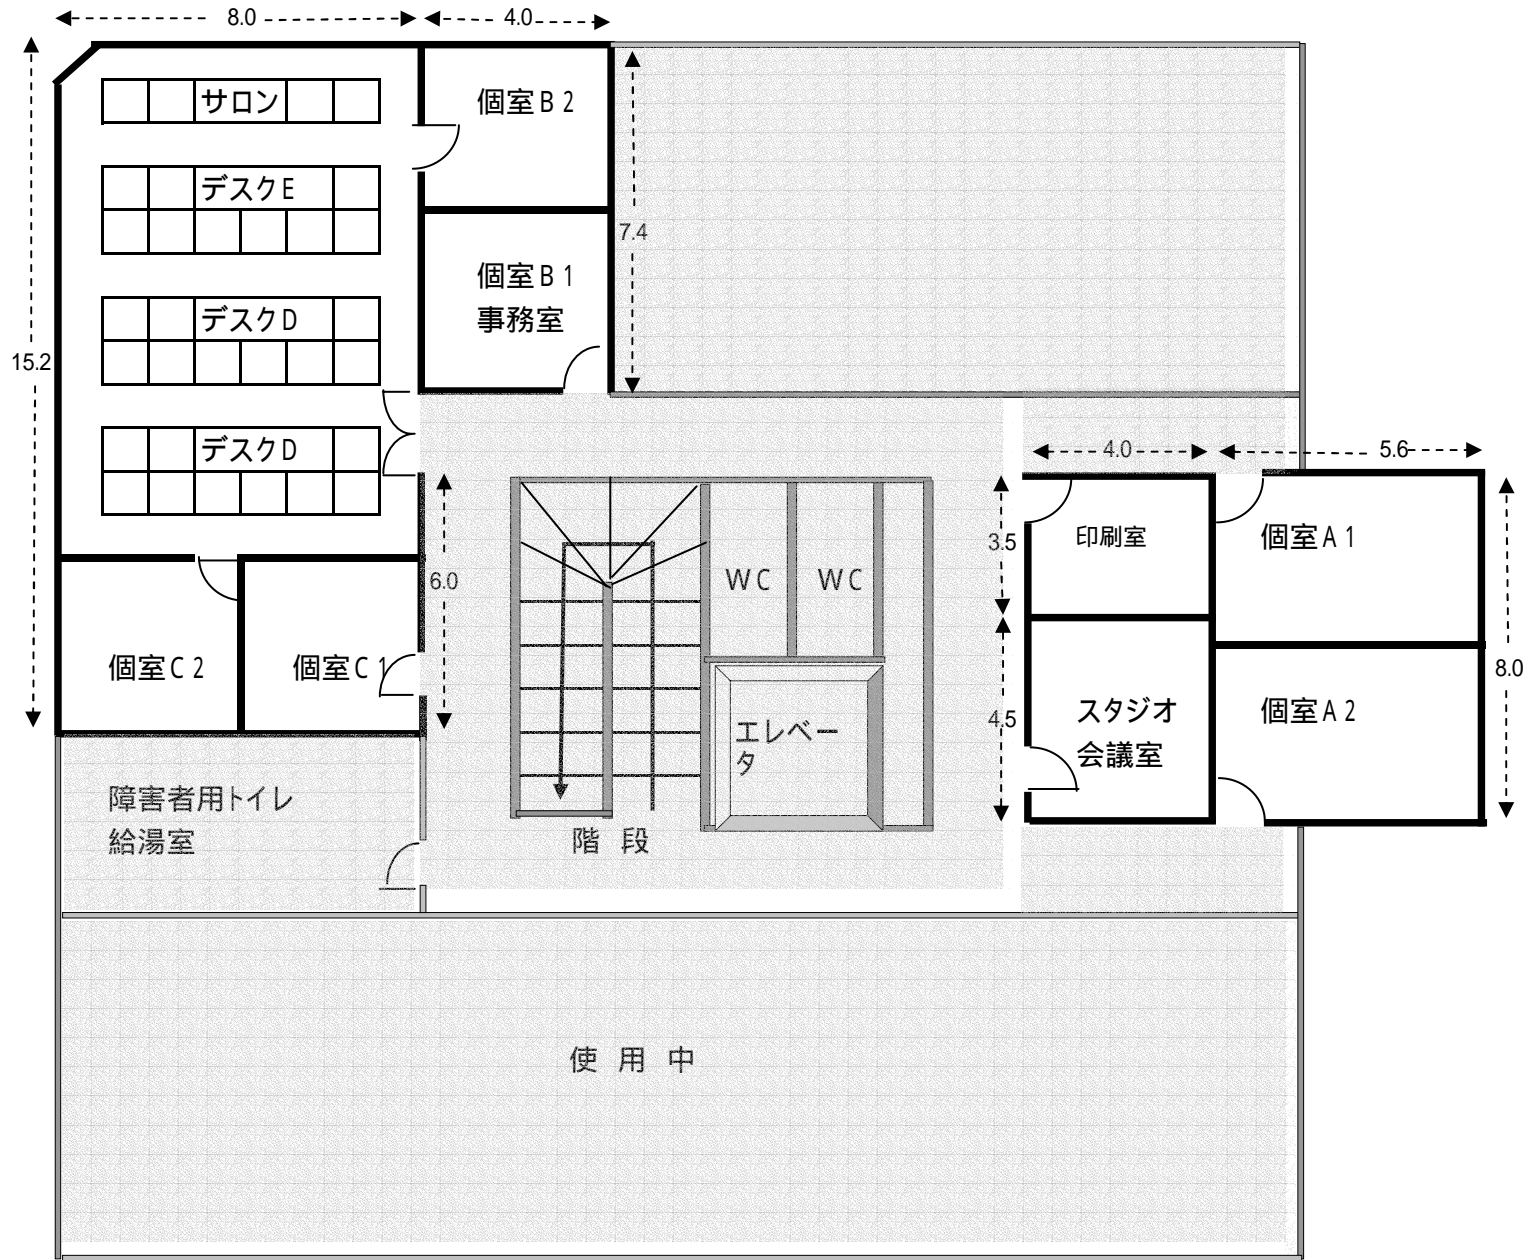 8.0
4.0
サロン
個室B2
デスクE
7.4
個室B1
事務室
デスクD
15.2
デスクD
4.0
5.6
3.5
印刷室
個室A1
6.0
WC
WC
個室C2
個室C1
8.0
4.5
スタジオ
会議室
個室A2
エレベー
タ
障害者用トイレ
給湯室
階 段
使 用 中